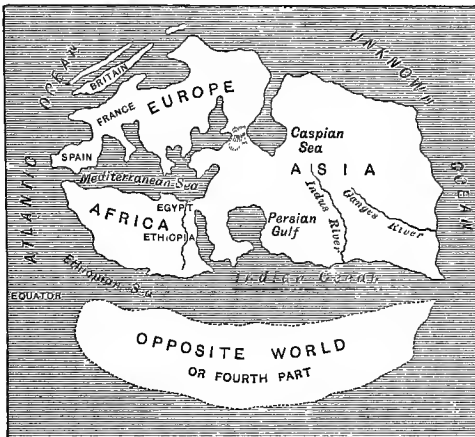 OCEAN
UNKNOWN
BRITAIN
EUROPE
FRANCE
Caspian
Sea
SPAIN
ASIA
Mediterranean Sea
OCEAN
Indus River
Ganges River
ATLANTIC
EGYPT
AFRICA
ETHIOPIA
Persian
Gulf
Ethiopian Sea
Indian Ocean
EQUATOR
OPPOSITE WORLD
OR FOURTH PART